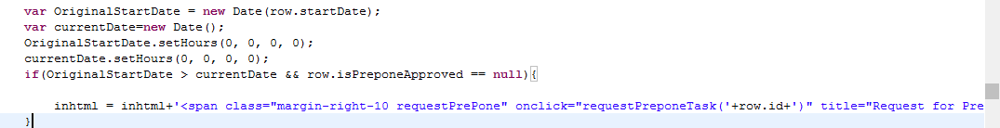 var OriginalStartDate = new Date(row.startDate);
var currentDate=new Date();
OriginalStartDate.setHours(0, 0, 0, 0);
currentDate.setHours(0, 0, 0, 0);
if(OriginalStartDate > currentDate && row.isPreponeApproved == null){
inhtml = inhtml+'<span class="margin-right-10 requestPrePone" onclick="requestPreponeTask('+row.id+')" title="Request for Pre
}